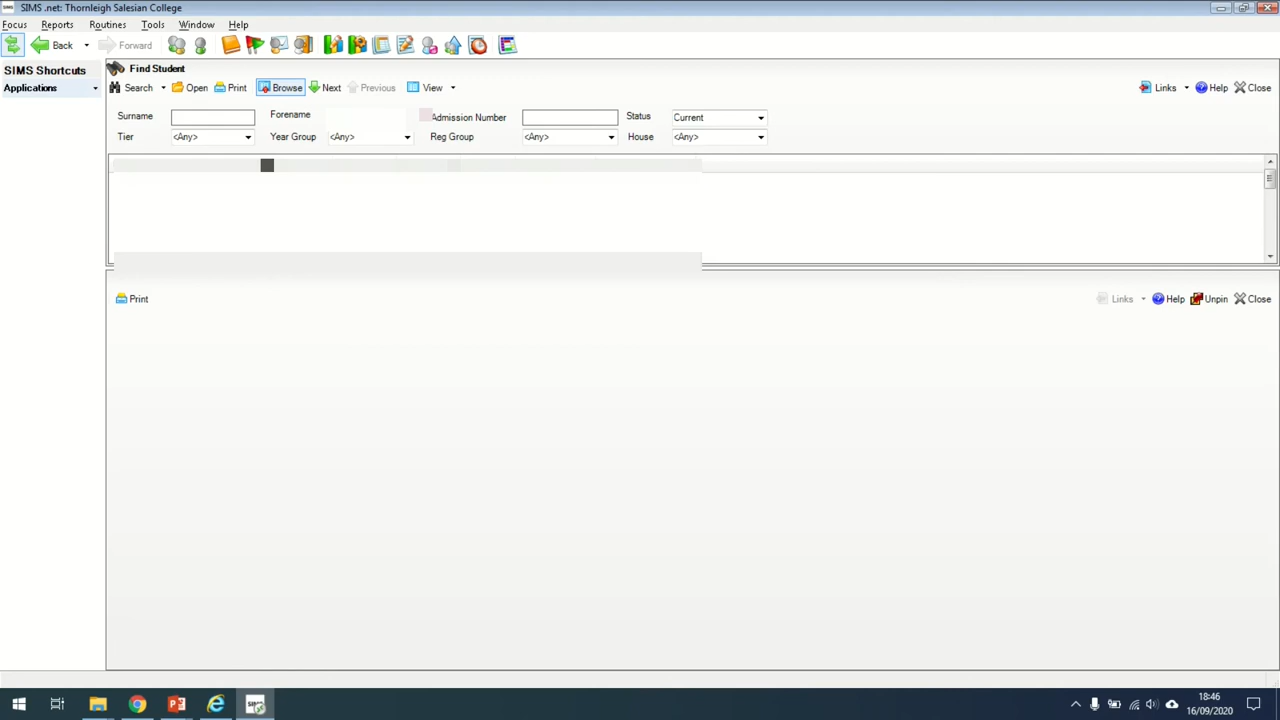 SIMS .net: Thornleigh Salesian College
Focus Reports Routines Tools Window Help
Back Forward
SIMS Shortcuts
Applications
Find Student
Search Open Print Browse Next Previous View Links Help Close
Surname Forename Admission Number Status Current
Tier <Any> Year Group <Any> Reg Group <Any> House <Any>
Print Links Help Unpin Close
18:46
16/09/2020